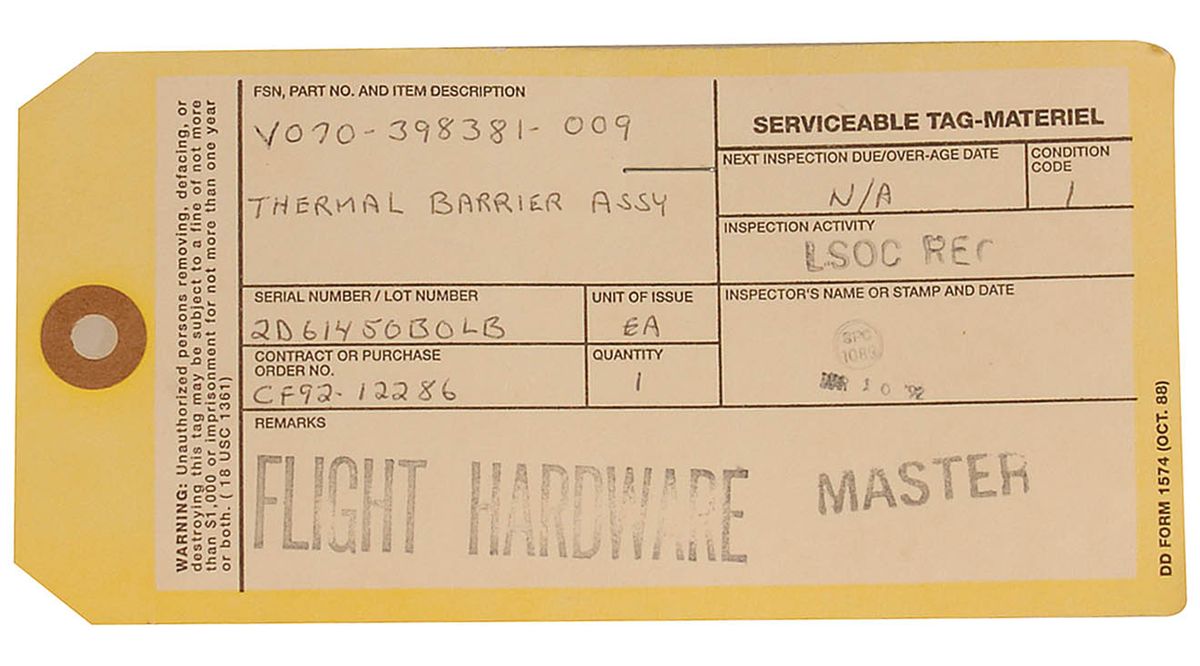 WARNING: Unauthorized persons removing, defacing, or
destroying this tag may be subject to a fine of not more
than $1,000 or imprisonment for not more than one year
or both. (18 USC 1361)
FSN, PART NO. AND ITEM DESCRIPTION
V070-398381-009
THERMAL BARRIER ASSY
SERVICEABLE TAG-MATERIEL
NEXT INSPECTION DUE/OVER-AGE DATE
N/A
CONDITION
CODE
1
INSPECTION ACTIVITY
LSOC REC
SERIAL NUMBER / LOT NUMBER
2D61450B0LB
UNIT OF ISSUE
EA
CONTRACT OR PURCHASE
ORDER NO.
CF92-12286
QUANTITY
1
INSPECTOR'S NAME OR STAMP AND DATE
SPC
1089
MAR 10 '92
REMARKS
FLIGHT HARDWARE
MASTER
DD FORM 1574 (OCT. 88)